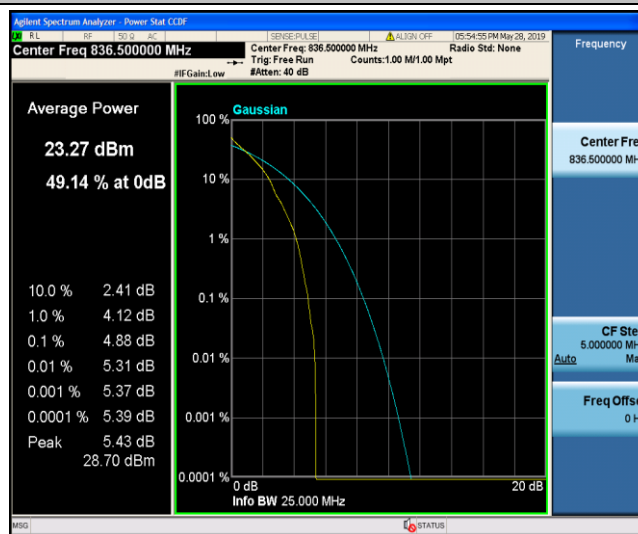 Agilent Spectrum Analyzer - Power Stat CCDF
RL RF 50 Ω AC SENSE:PULSE ALIGN OFF 05:54:55 PM May 28, 2019
Center Freq 836.500000 MHz
Center Freq: 836.500000 MHz Radio Std: None
Trig: Free Run Counts:1.00 M/1.00 Mpt
#IFGain:Low #Atten: 40 dB
Frequency
Average Power
23.27 dBm
49.14 % at 0dB
10.0 % 2.41 dB
1.0 % 4.12 dB
0.1 % 4.88 dB
0.01 % 5.31 dB
0.001 % 5.37 dB
0.0001 % 5.39 dB
Peak 5.43 dB
28.70 dBm
Gaussian
100 %
10 %
1 %
0.1 %
0.01 %
0.001 %
0.0001 %
0 dB 20 dB
Info BW 25.000 MHz
Center Fre
836.500000 MH
CF Ste
5.000000 MH
Auto Ma
Freq Offse
0 H
MSG STATUS